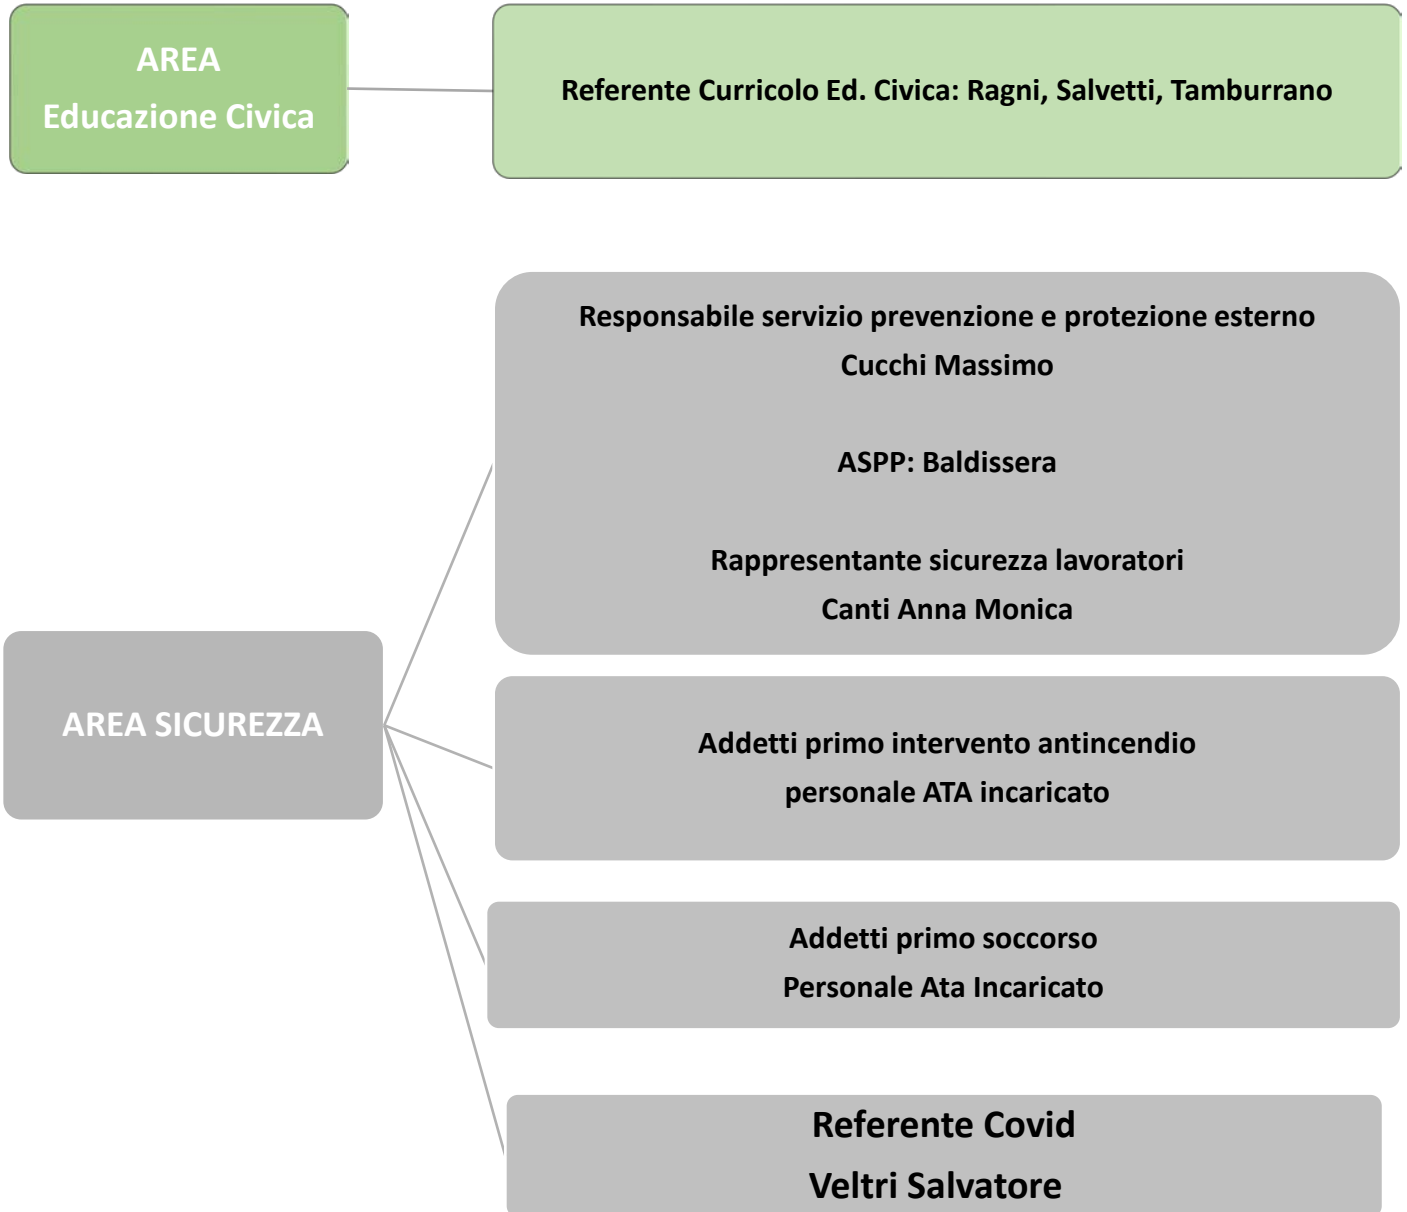 AREA
Educazione Civica
Referente Curricolo Ed. Civica: Ragni, Salvetti, Tamburrano
Responsabile servizio prevenzione e protezione esterno
Cucchi Massimo
ASPP: Baldissera
Rappresentante sicurezza lavoratori
Canti Anna Monica
AREA SICUREZZA
Addetti primo intervento antincendio
personale ATA incaricato
Addetti primo soccorso
Personale Ata Incaricato
Referente Covid
Veltri Salvatore